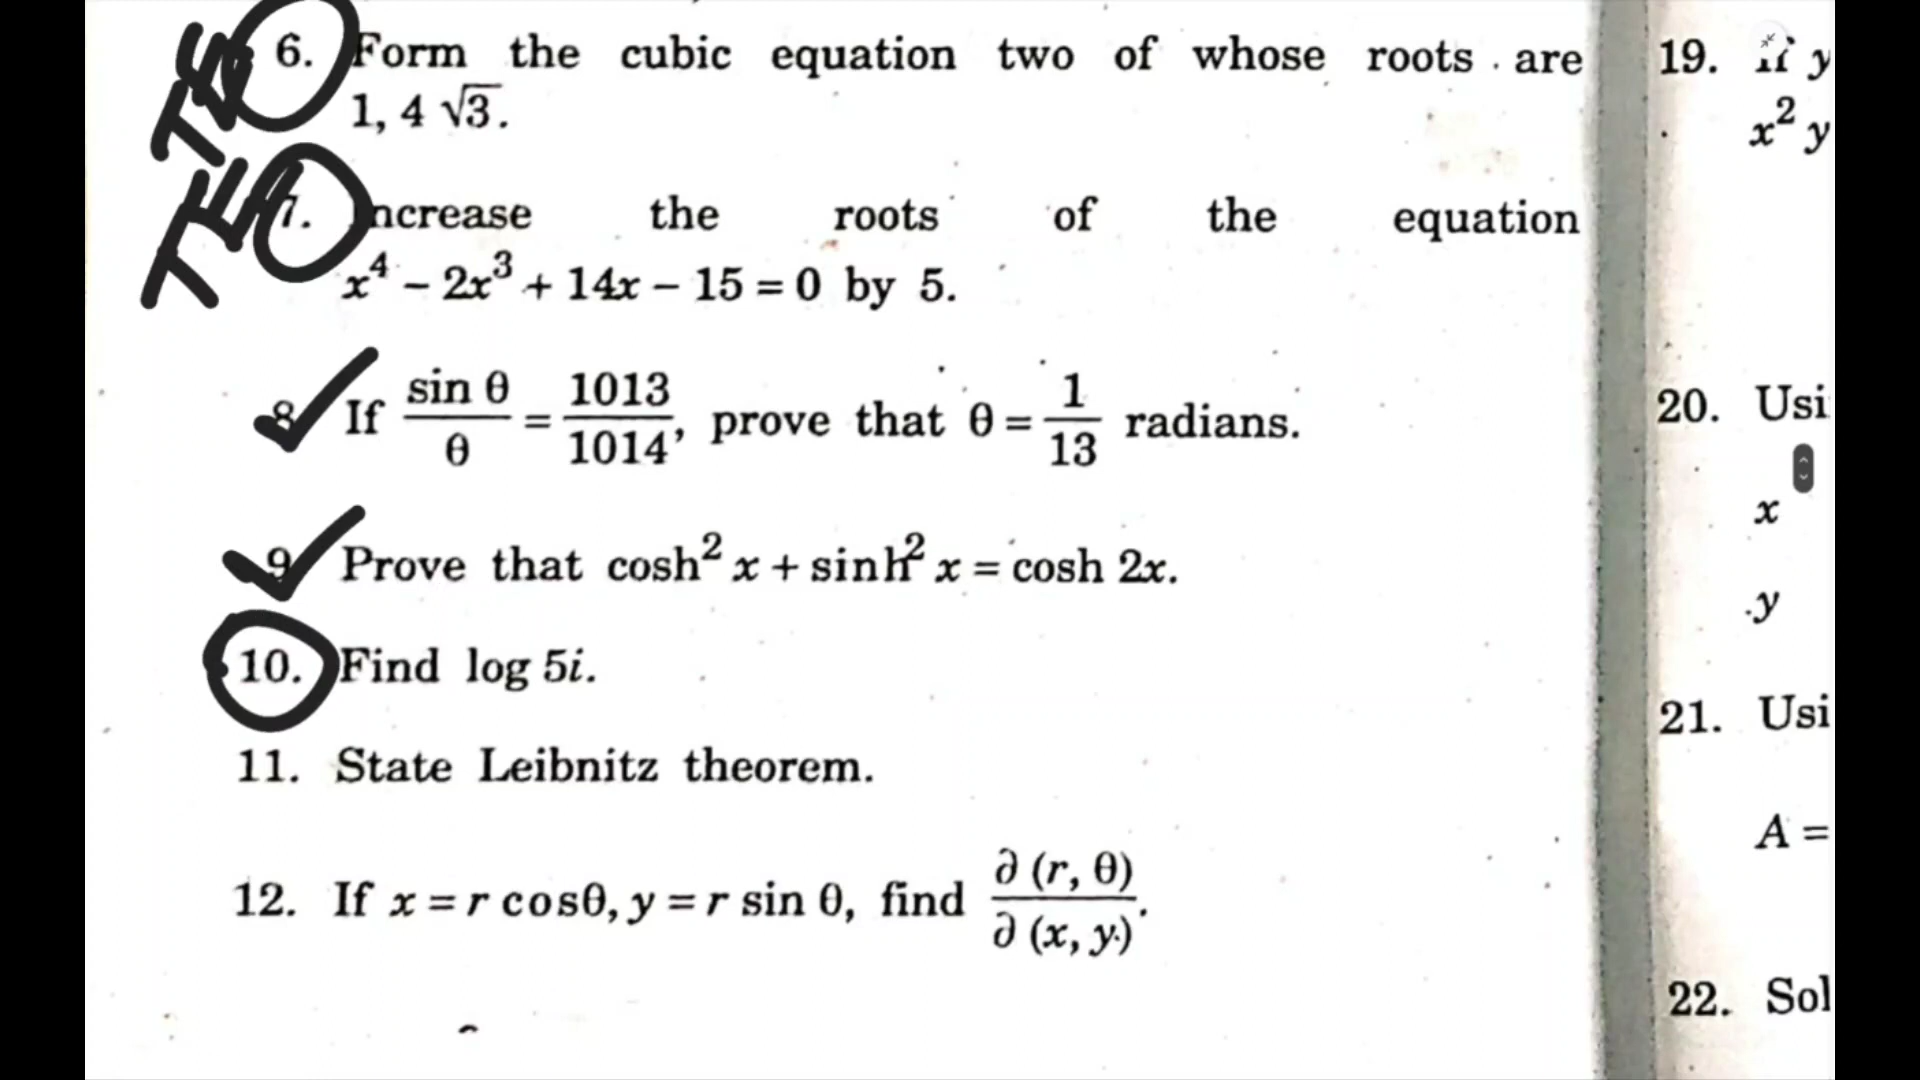 TE
6. Form the cubic equation two of whose roots are
1, 4 √3.
TE
7. Increase the roots of the equation
x⁴ – 2x³ + 14x – 15 = 0 by 5.
8. If sin θ / θ = 1013 / 1014, prove that θ = 1 / 13 radians.
9. Prove that cosh² x + sinh² x = cosh 2x.
10. Find log 5i.
11. State Leibnitz theorem.
12. If x = r cosθ, y = r sin θ, find ∂ (r, θ) / ∂ (x, y).
19. If y
x² y
20. Usi
x
y
21. Usi
A =
22. Sol